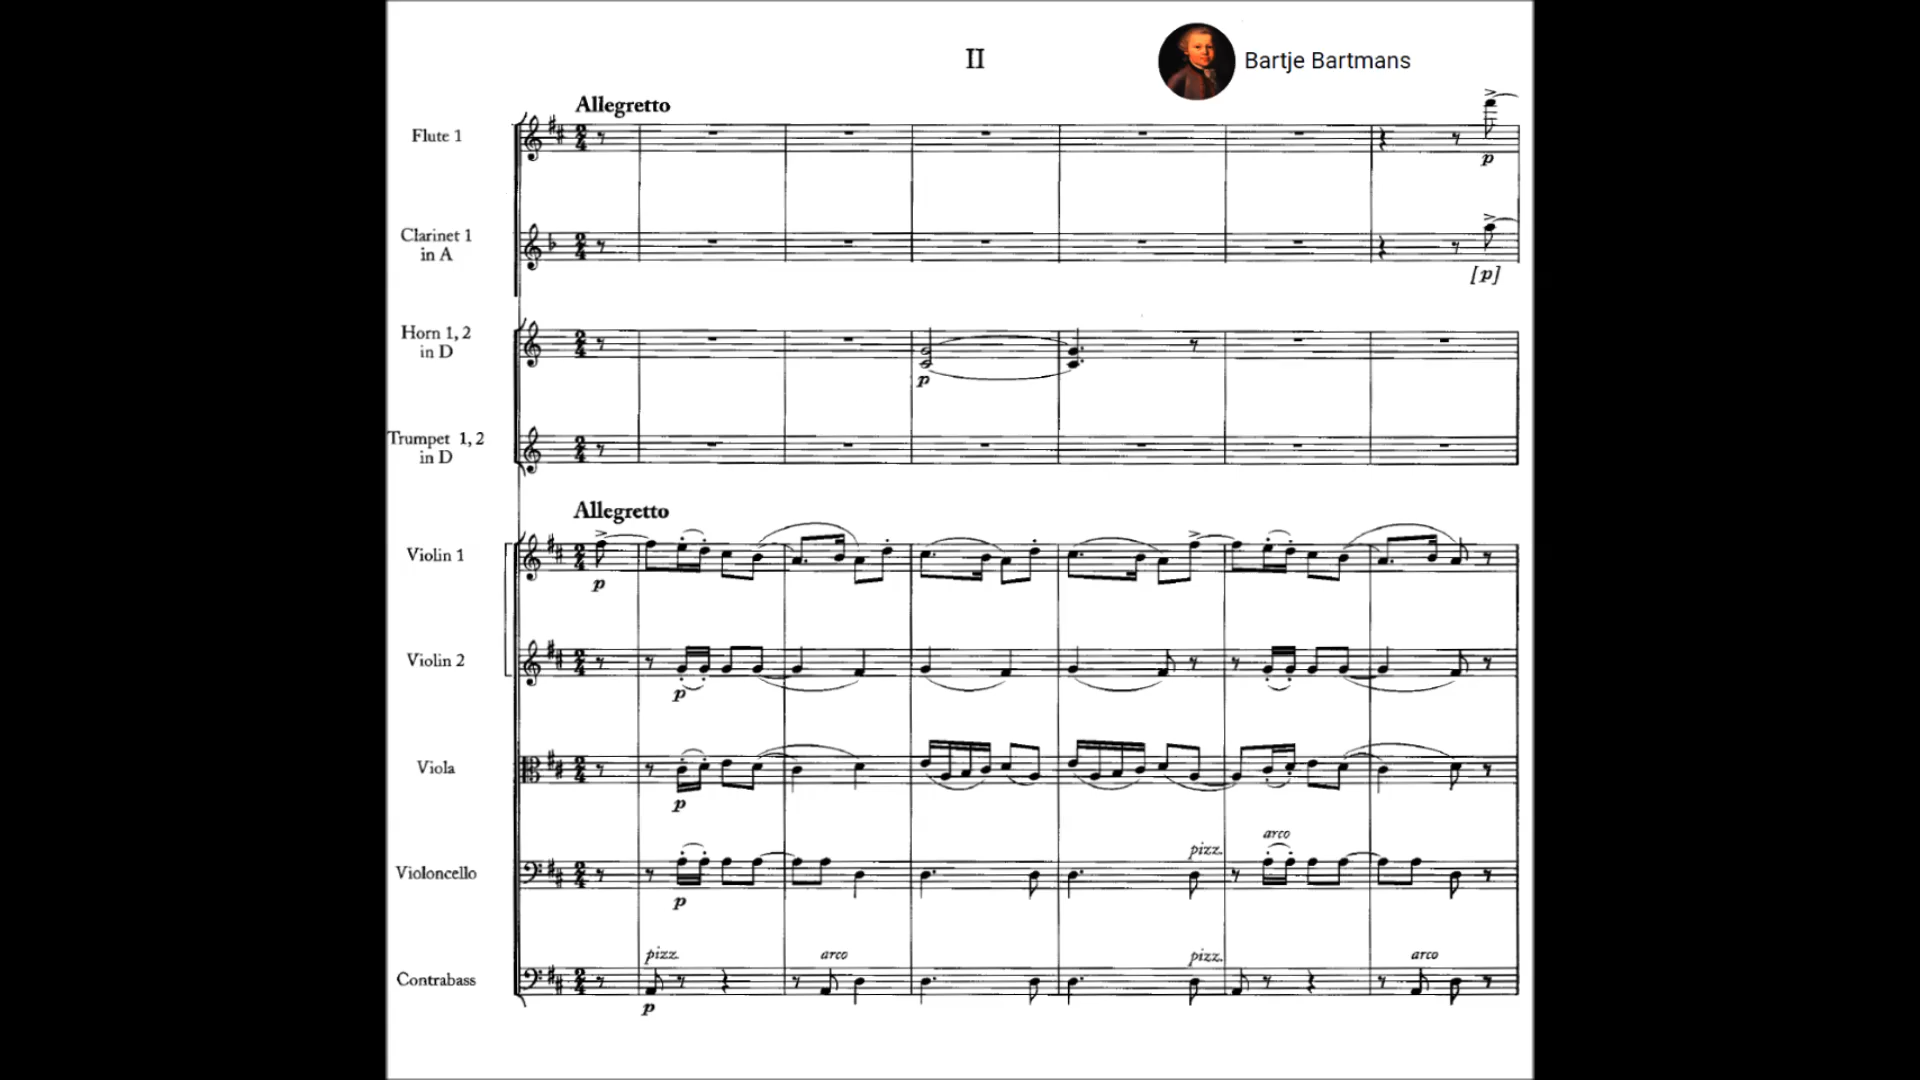 II
Bartje Bartmans
Allegretto
Flute 1
p
Clarinet 1
in A
[p]
Horn 1, 2
in D
p
Trumpet 1, 2
in D
Allegretto
Violin 1
p
Violin 2
p
Viola
p
pizz.
arco
Violoncello
p
pizz.
arco
pizz.
arco
Contrabass
p